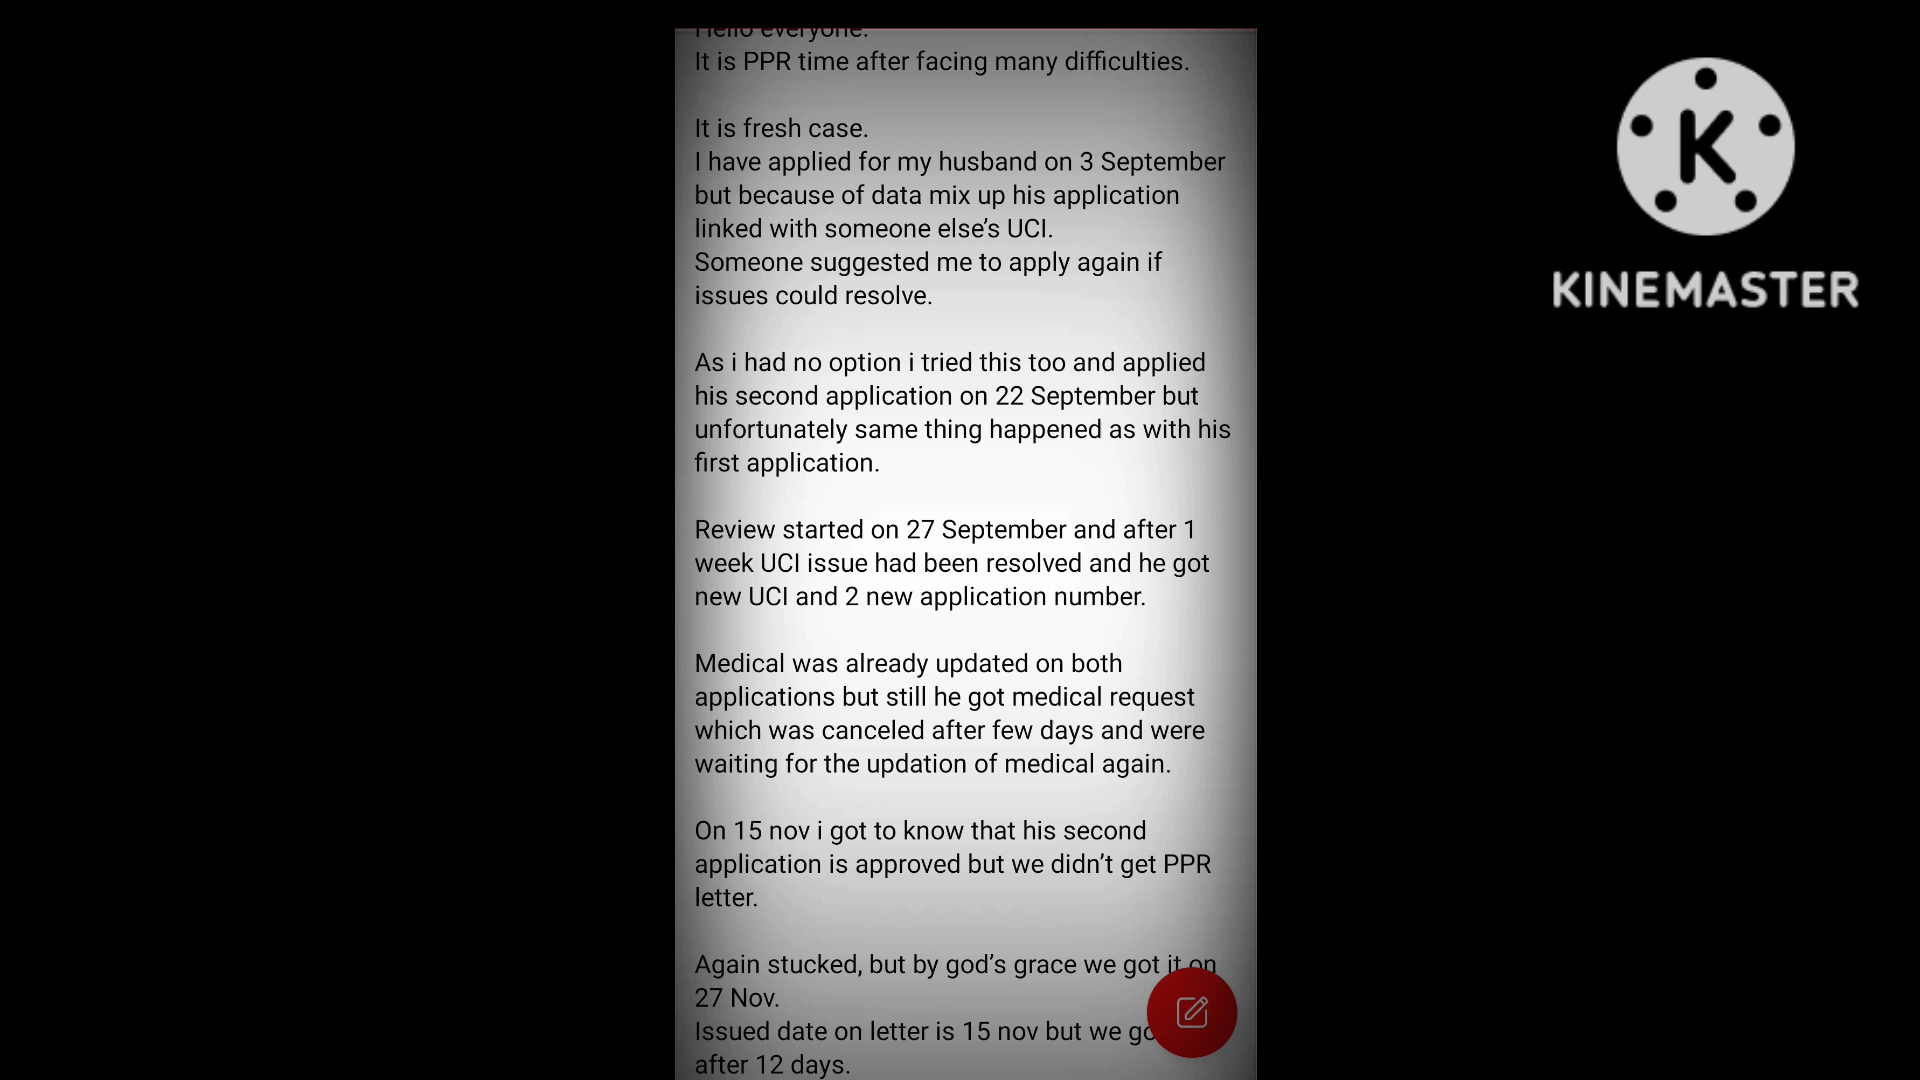 Hello everyone.
It is PPR time after facing many difficulties.
It is fresh case.
I have applied for my husband on 3 September
but because of data mix up his application
linked with someone else’s UCI.
Someone suggested me to apply again if
issues could resolve.
As i had no option i tried this too and applied
his second application on 22 September but
unfortunately same thing happened as with his
first application.
Review started on 27 September and after 1
week UCI issue had been resolved and he got
new UCI and 2 new application number.
Medical was already updated on both
applications but still he got medical request
which was canceled after few days and were
waiting for the updation of medical again.
On 15 nov i got to know that his second
application is approved but we didn’t get PPR
letter.
Again stucked, but by god’s grace we got it on
27 Nov.
Issued date on letter is 15 nov but we
after 12 days.
K
KINEMASTER